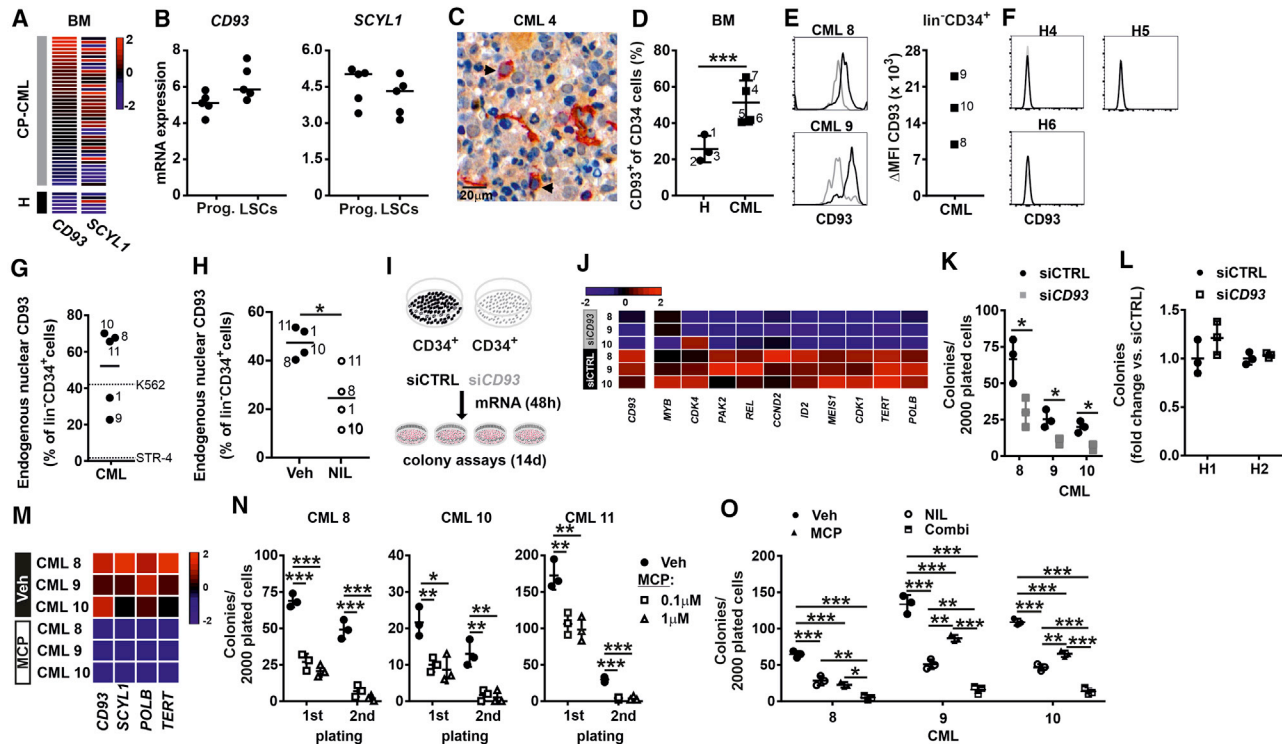 A
BM
CP-CML
H
CD93
SCYL1
2
1
0
-1
-2
B
CD93
SCYL1
mRNA expression
8
6
4
2
0
Prog. LSCs
6.0
4.5
3.0
1.5
0
Prog. LSCs
C
CML 4
20μm
D
BM
CD93⁺of CD34 cells (%)
80
60
40
20
0
***
1
2
3
7
4
5
6
H
CML
E
CML 8
CML 9
CD93
lin⁻CD34⁺
ΔMFI CD93 (x 10³)
28
21
14
7
0
9
10
8
CML
F
H4
H5
H6
CD93
G
Endogenous nuclear CD93
(% of lin⁻CD34⁺cells)
80
60
40
20
0
10
8
11
1
9
K562
STR-4
CML
H
Endogenous nuclear CD93
(% of lin⁻CD34⁺cells)
80
60
40
20
0
*
11
1
8
10
11
8
1
10
Veh
NIL
I
CD34⁺
CD34⁺
siCTRL
siCD93
mRNA (48h)
colony assays (14d)
J
-2
0
2
siCD93
siCTRL
8
9
10
8
9
10
CD93
MYB
CDK4
PAK2
REL
CCND2
ID2
MEIS1
CDK1
TERT
POLB
K
siCTRL
siCD93
Colonies/
2000 plated cells
100
75
50
25
0
*
*
*
8
9
10
CML
L
siCTRL
siCD93
Colonies
(fold change vs. siCTRL)
1.5
1.0
0.5
0.0
H1
H2
M
Veh
MCP
CML 8
CML 9
CML 10
CML 8
CML 9
CML 10
CD93
SCYL1
POLB
TERT
2
1
0
-1
-2
N
CML 8
CML 10
CML 11
Colonies/
2000 plated cells
100
75
50
25
0
***
***
***
***
1st
2nd
plating
40
30
20
10
0
*
**
**
**
1st
2nd
plating
200
150
100
50
0
**
**
***
***
1st
2nd
plating
Veh
MCP:
0.1μM
1μM
O
Veh
MCP
NIL
Combi
Colonies/
2000 plated cells
200
150
100
50
0
***
***
***
**
*
***
***
***
**
**
***
***
***
***
***
**
***
8
9
10
CML